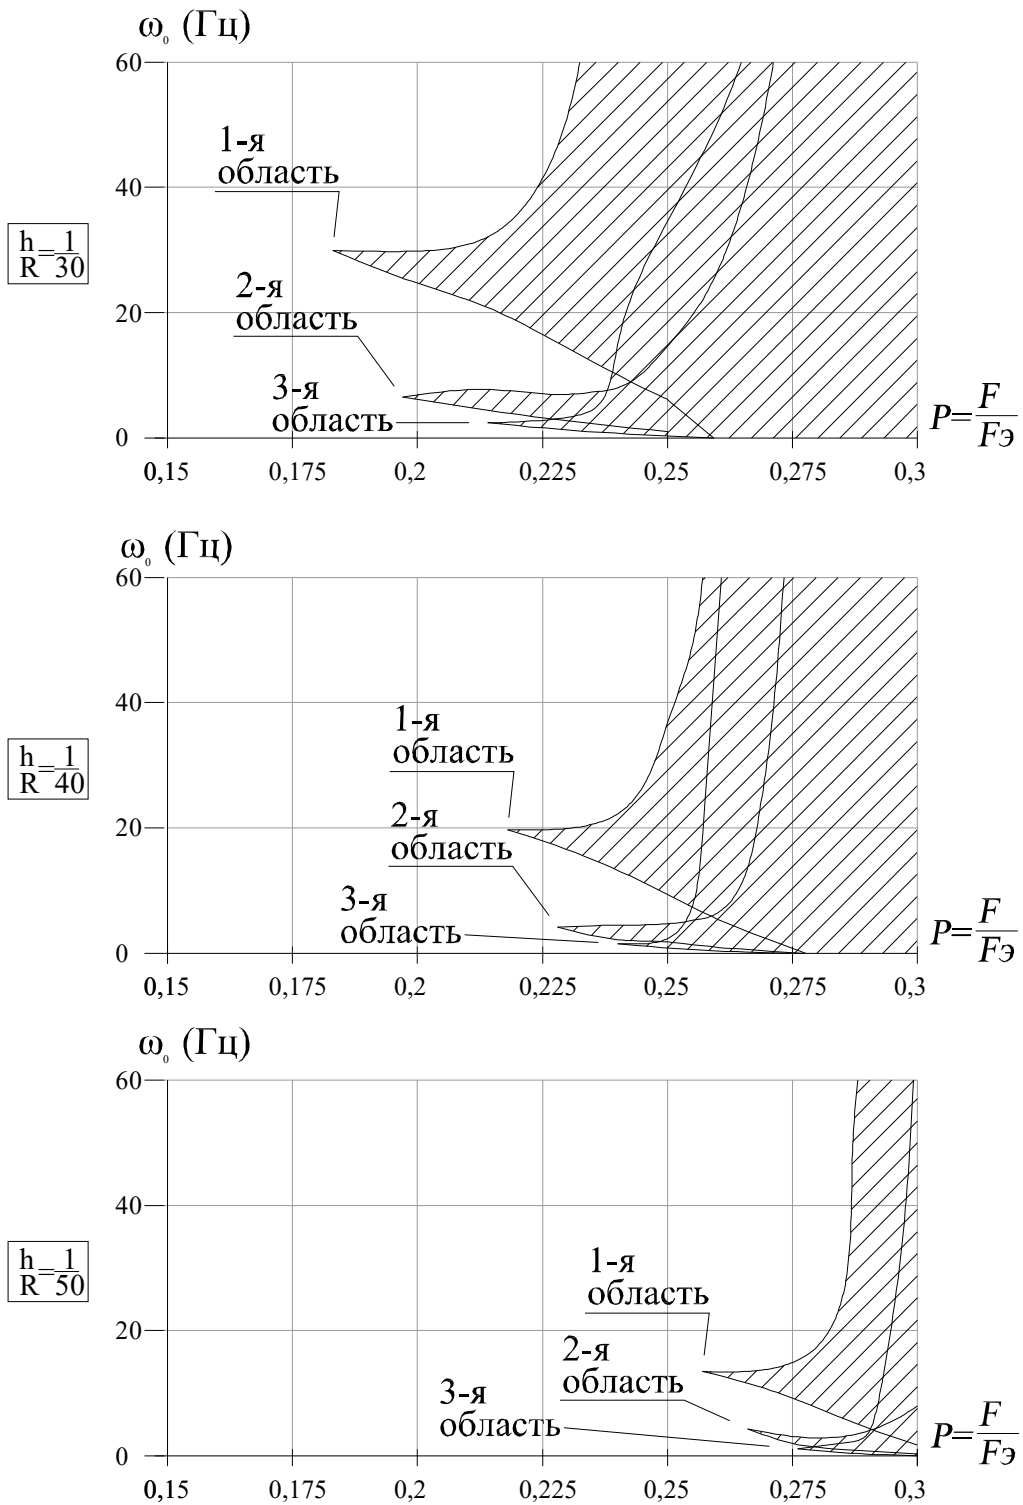 ω₀ (Гц)
60
1-я
область
40
h/R=1/30
2-я
область
20
3-я
область
0
P=F/Fэ
0,15 0,175 0,2 0,225 0,25 0,275 0,3
ω₀ (Гц)
60
40
1-я
область
h/R=1/40
20
2-я
область
3-я
область
0
P=F/Fэ
0,15 0,175 0,2 0,225 0,25 0,275 0,3
ω₀ (Гц)
60
40
h/R=1/50
1-я
область
20
2-я
область
3-я
область
0
P=F/Fэ
0,15 0,175 0,2 0,225 0,25 0,275 0,3